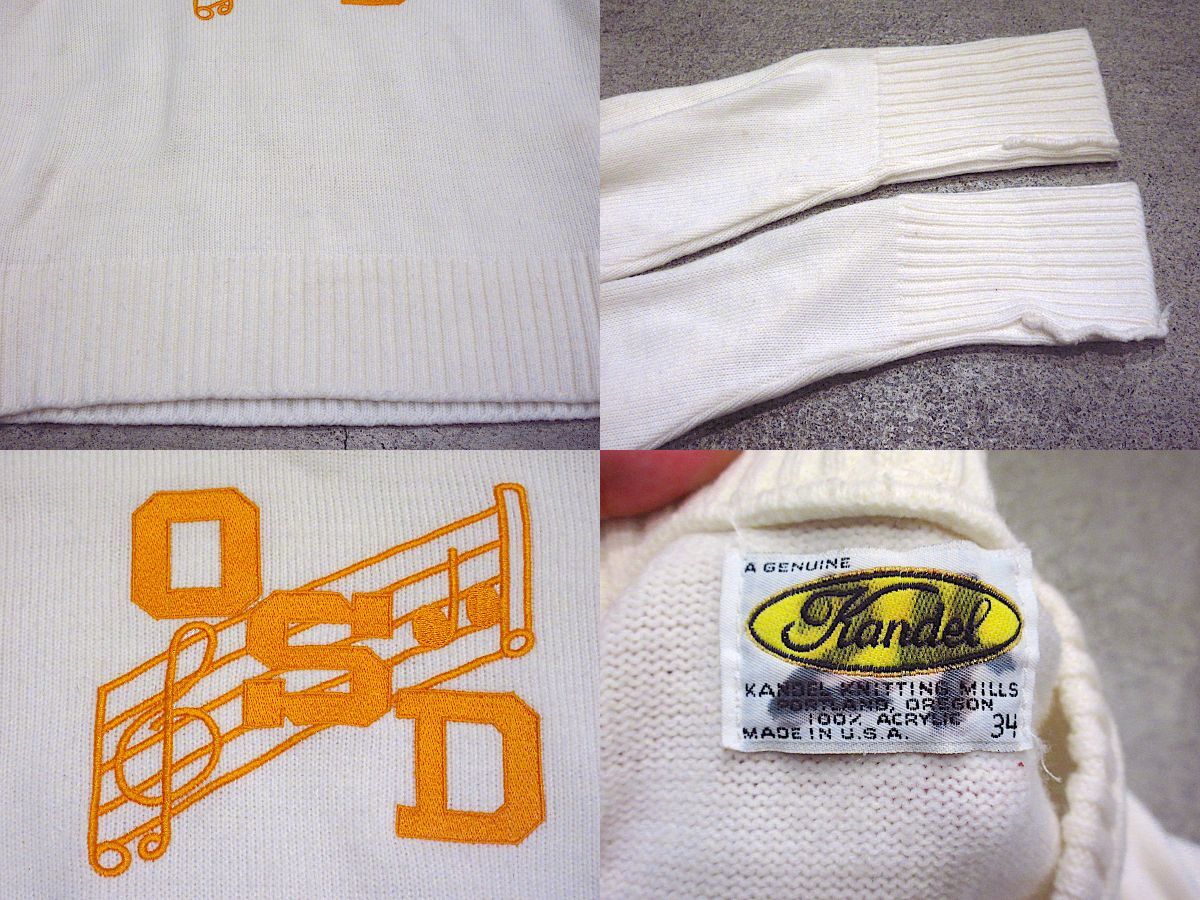 O
S
D
A GENUINE
Kandel
KANDEL KNITTING MILLS
PORTLAND, OREGON
100% ACRYLIC
MADE IN U.S.A. 34